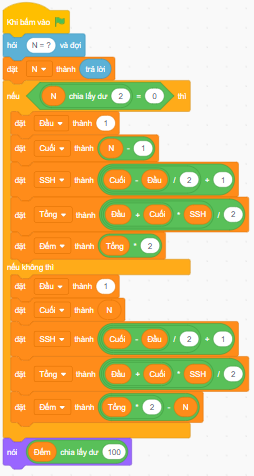 Khi bấm vào
hỏi N = ? và đợi
đặt N thành trả lời
nếu N chia lấy dư 2 = 0 thì
đặt Đầu thành 1
đặt Cuối thành N - 1
đặt SSH thành Cuối - Đầu / 2 + 1
đặt Tổng thành Đầu + Cuối * SSH / 2
đặt Đếm thành Tổng * 2
nếu không thì
đặt Đầu thành 1
đặt Cuối thành N
đặt SSH thành Cuối - Đầu / 2 + 1
đặt Tổng thành Đầu + Cuối * SSH / 2
đặt Đếm thành Tổng * 2 - N
nói Đếm chia lấy dư 100